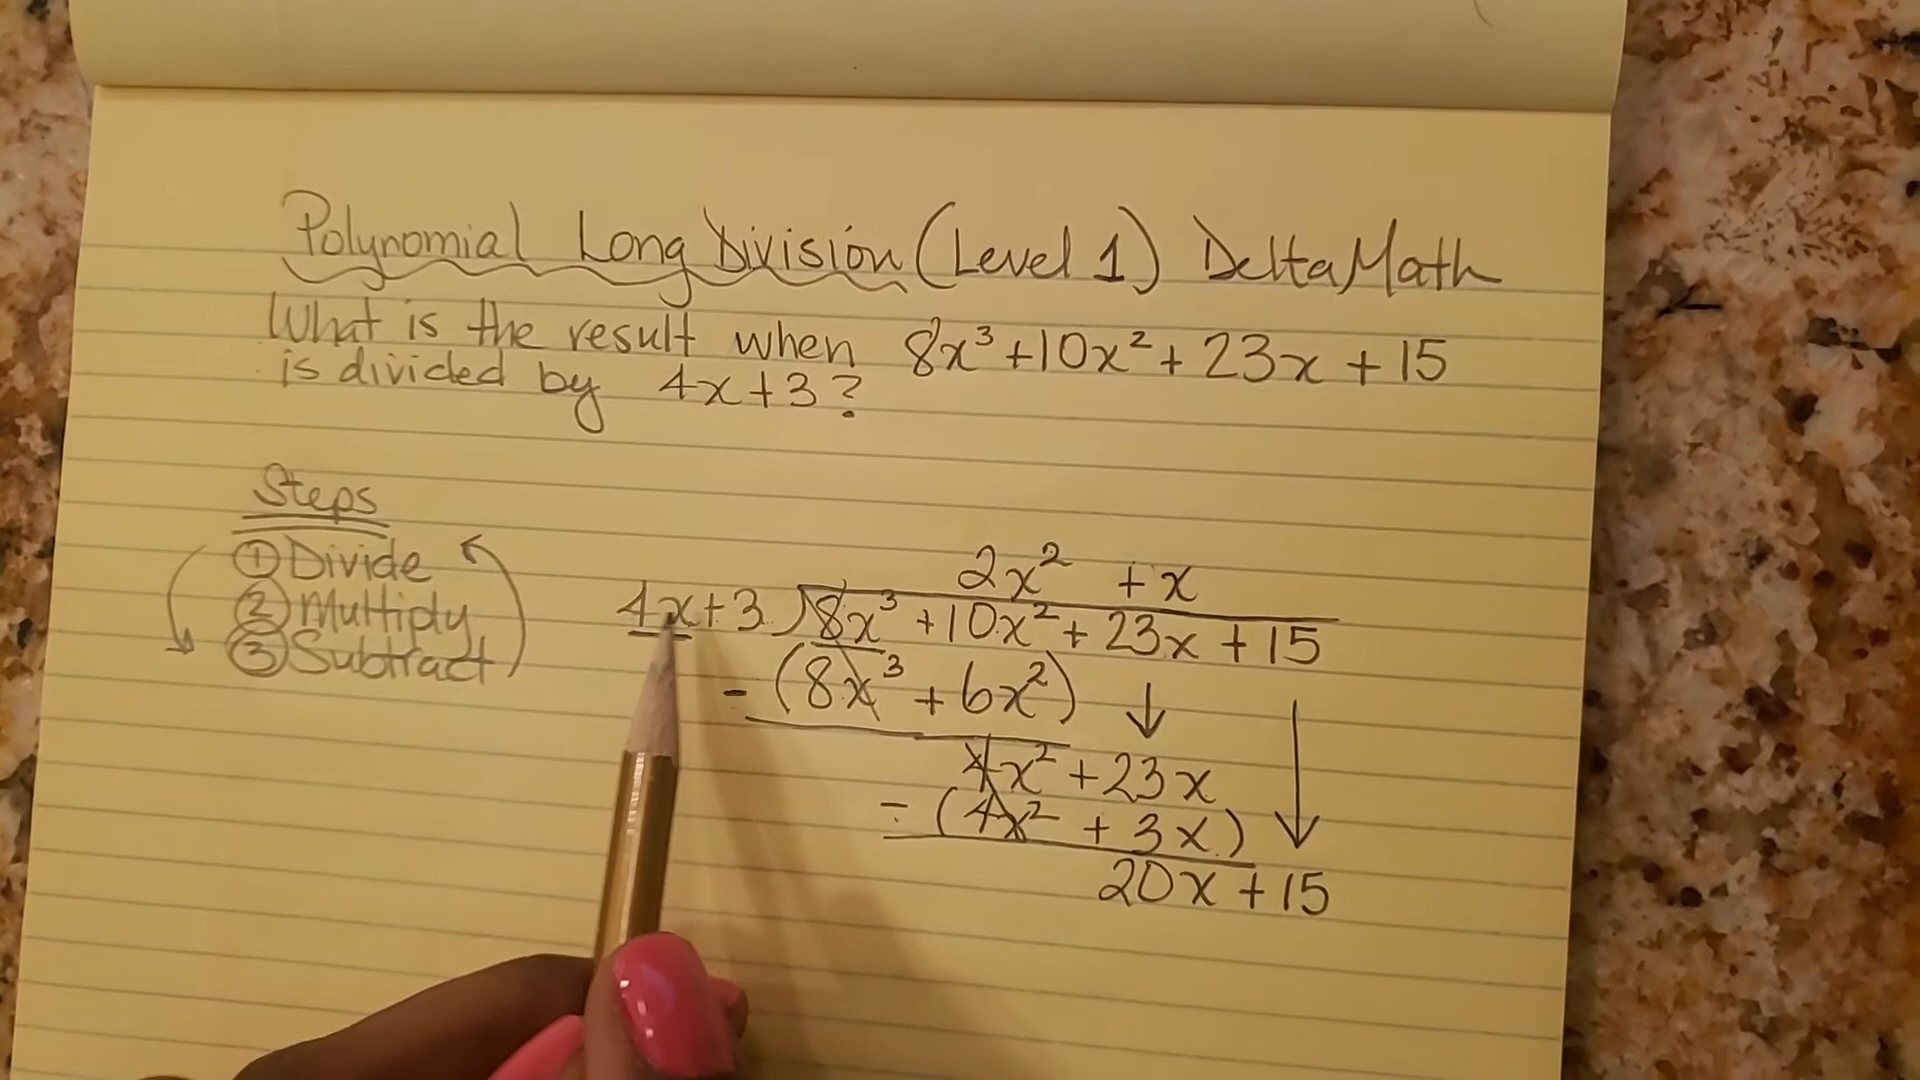 Polynomial Long Division (Level 1) DeltaMath
What is the result when 8x³ + 10x² + 23x + 15
is divided by 4x + 3?
Steps
① Divide
② Multiply
③ Subtract
2x² + x
4x + 3 ) 8x³ + 10x² + 23x + 15
- (8x³ + 6x²)
4x² + 23x
- (4x² + 3x)
20x + 15